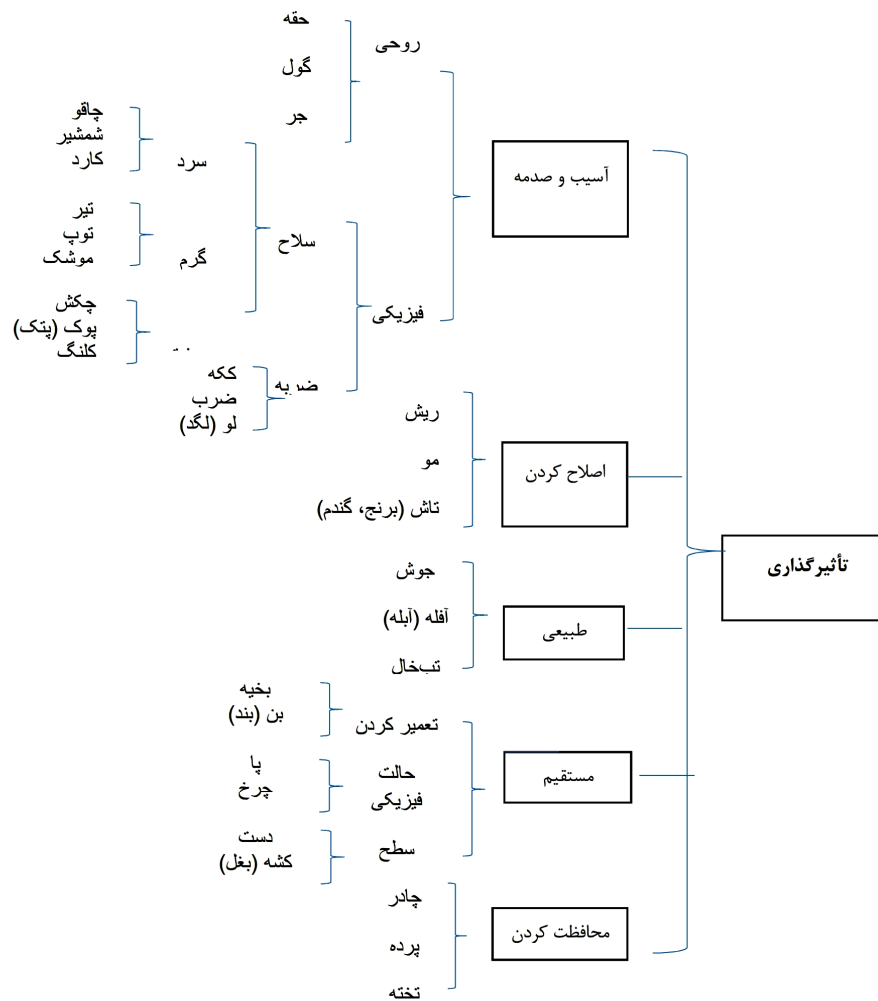 تأثیرگذاری
آسیب و صدمه
روحی
حقه
گول
جر
فیزیکی
سلاح
سرد
چاقو
شمشیر
کارد
گرم
تیر
توپ
موشک
چکش
پوک (پتک)
کلنگ
ضربه
ککه
ضرب
لو (لگد)
اصلاح کردن
ریش
مو
تاش (برنج، گندم)
طبیعی
جوش
آفله (آبله)
تب‌خال
مستقیم
تعمیر کردن
بخیه
بن (بند)
حالت
فیزیکی
پا
چرخ
سطح
دست
کشه (بغل)
محافظت کردن
چادر
پرده
تخته